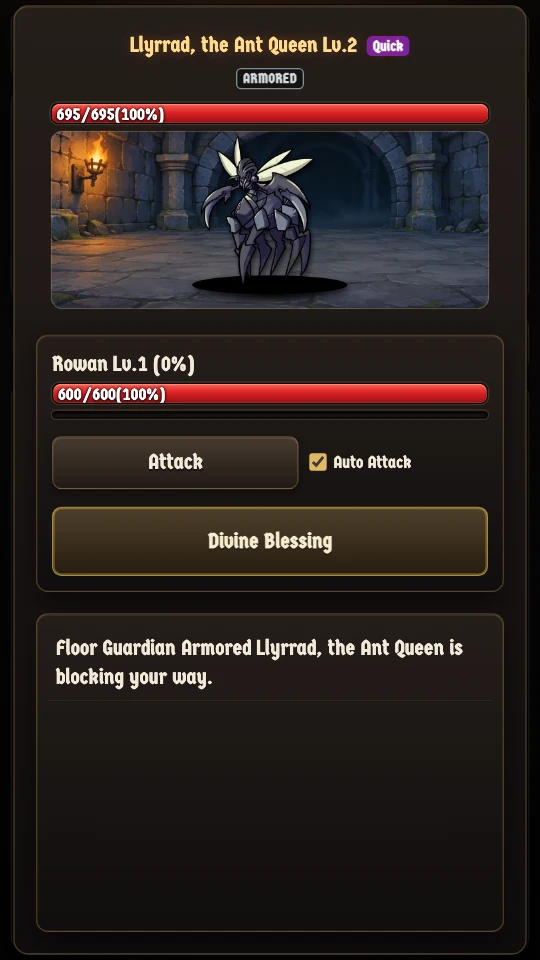 Llyrrad, the Ant Queen Lv.2 Quick
ARMORED
695/695(100%)
Rowan Lv.1 (0%)
600/600(100%)
Attack
Auto Attack
Divine Blessing
Floor Guardian Armored Llyrrad, the Ant Queen is
blocking your way.